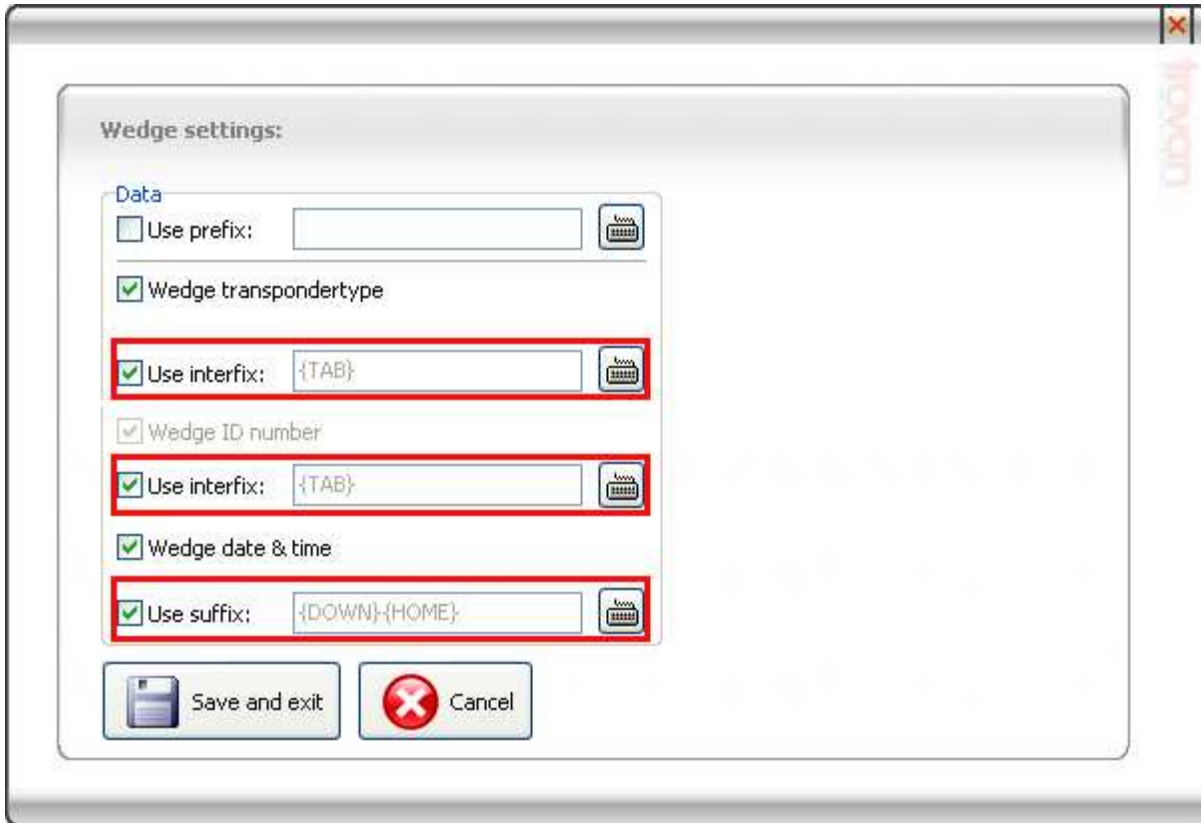 trovan
Wedge settings:
Data
Use prefix:
Wedge transpondertype
Use interfix: {TAB}
Wedge ID number
Use interfix: {TAB}
Wedge date & time
Use suffix: {DOWN}{HOME}
Save and exit Cancel